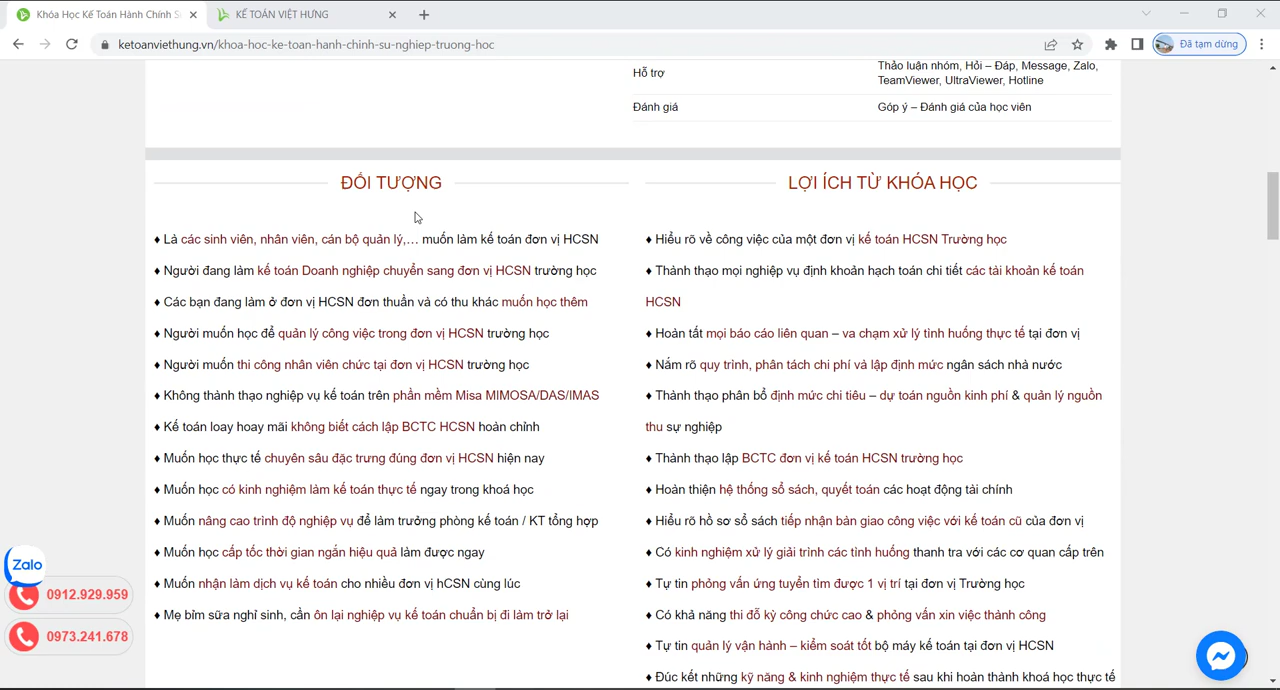 Khóa Học Kế Toán Hành Chính S
KẾ TOÁN VIỆT HƯNG
ketoanviethung.vn/khoa-hoc-ke-toan-hanh-chinh-su-nghiep-truong-hoc
Đã tạm dừng
Hỗ trợ
Thảo luận nhóm, Hỏi – Đáp, Message, Zalo,
TeamViewer, UltraViewer, Hotline
Đánh giá
Góp ý – Đánh giá của học viên
ĐỐI TƯỢNG
♦ Là các sinh viên, nhân viên, cán bộ quản lý,… muốn làm kế toán đơn vị HCSN
♦ Người đang làm kế toán Doanh nghiệp chuyển sang đơn vị HCSN trường học
♦ Các bạn đang làm ở đơn vị HCSN đơn thuần và có thu khác muốn học thêm
♦ Người muốn học để quản lý công việc trong đơn vị HCSN trường học
♦ Người muốn thi công nhân viên chức tại đơn vị HCSN trường học
♦ Không thành thạo nghiệp vụ kế toán trên phần mềm Misa MIMOSA/DAS/IMAS
♦ Kế toán loay hoay mãi không biết cách lập BCTC HCSN hoàn chỉnh
♦ Muốn học thực tế chuyên sâu đặc trưng đúng đơn vị HCSN hiện nay
♦ Muốn học có kinh nghiệm làm kế toán thực tế ngay trong khoá học
♦ Muốn nâng cao trình độ nghiệp vụ để làm trưởng phòng kế toán / KT tổng hợp
♦ Muốn học cấp tốc thời gian ngắn hiệu quả làm được ngay
♦ Muốn nhận làm dịch vụ kế toán cho nhiều đơn vị hCSN cùng lúc
♦ Mẹ bỉm sữa nghỉ sinh, cần ôn lại nghiệp vụ kế toán chuẩn bị đi làm trở lại
LỢI ÍCH TỪ KHÓA HỌC
♦ Hiểu rõ về công việc của một đơn vị kế toán HCSN Trường học
♦ Thành thạo mọi nghiệp vụ định khoản hạch toán chi tiết các tài khoản kế toán
HCSN
♦ Hoàn tất mọi báo cáo liên quan – va chạm xử lý tình huống thực tế tại đơn vị
♦ Nắm rõ quy trình, phân tách chi phí và lập định mức ngân sách nhà nước
♦ Thành thạo phân bổ định mức chi tiêu – dự toán nguồn kinh phí & quản lý nguồn
thu sự nghiệp
♦ Thành thạo lập BCTC đơn vị kế toán HCSN trường học
♦ Hoàn thiện hệ thống sổ sách, quyết toán các hoạt động tài chính
♦ Hiểu rõ hồ sơ sổ sách tiếp nhận bàn giao công việc với kế toán cũ của đơn vị
♦ Có kinh nghiệm xử lý giải trình các tình huống thanh tra với các cơ quan cấp trên
♦ Tự tin phỏng vấn ứng tuyển tìm được 1 vị trí tại đơn vị Trường học
♦ Có khả năng thi đỗ kỳ công chức cao & phỏng vấn xin việc thành công
♦ Tự tin quản lý vận hành – kiểm soát tốt bộ máy kế toán tại đơn vị HCSN
♦ Đúc kết những kỹ năng & kinh nghiệm thực tế sau khi hoàn thành khoá học thực tế
Zalo
0912.929.959
0973.241.678